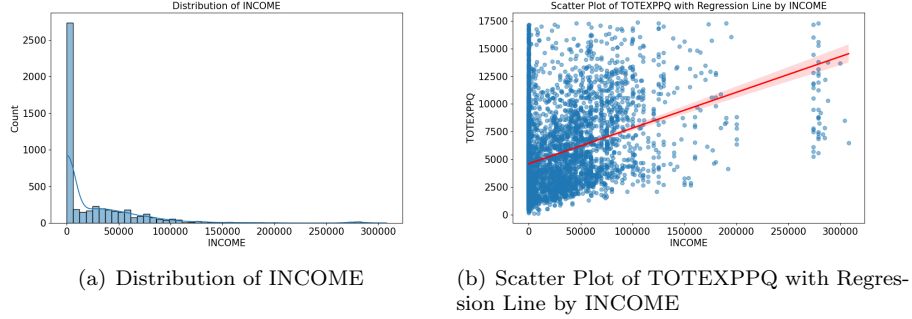 Distribution of INCOME
2500
2000
1500
1000
500
0
Count
0 50000 100000 150000 200000 250000 300000
INCOME
(a) Distribution of INCOME
Scatter Plot of TOTEXPPQ with Regression Line by INCOME
17500
15000
12500
10000
7500
5000
2500
0
TOTEXPPQ
0 50000 100000 150000 200000 250000 300000
INCOME
(b) Scatter Plot of TOTEXPPQ with Regres-
sion Line by INCOME